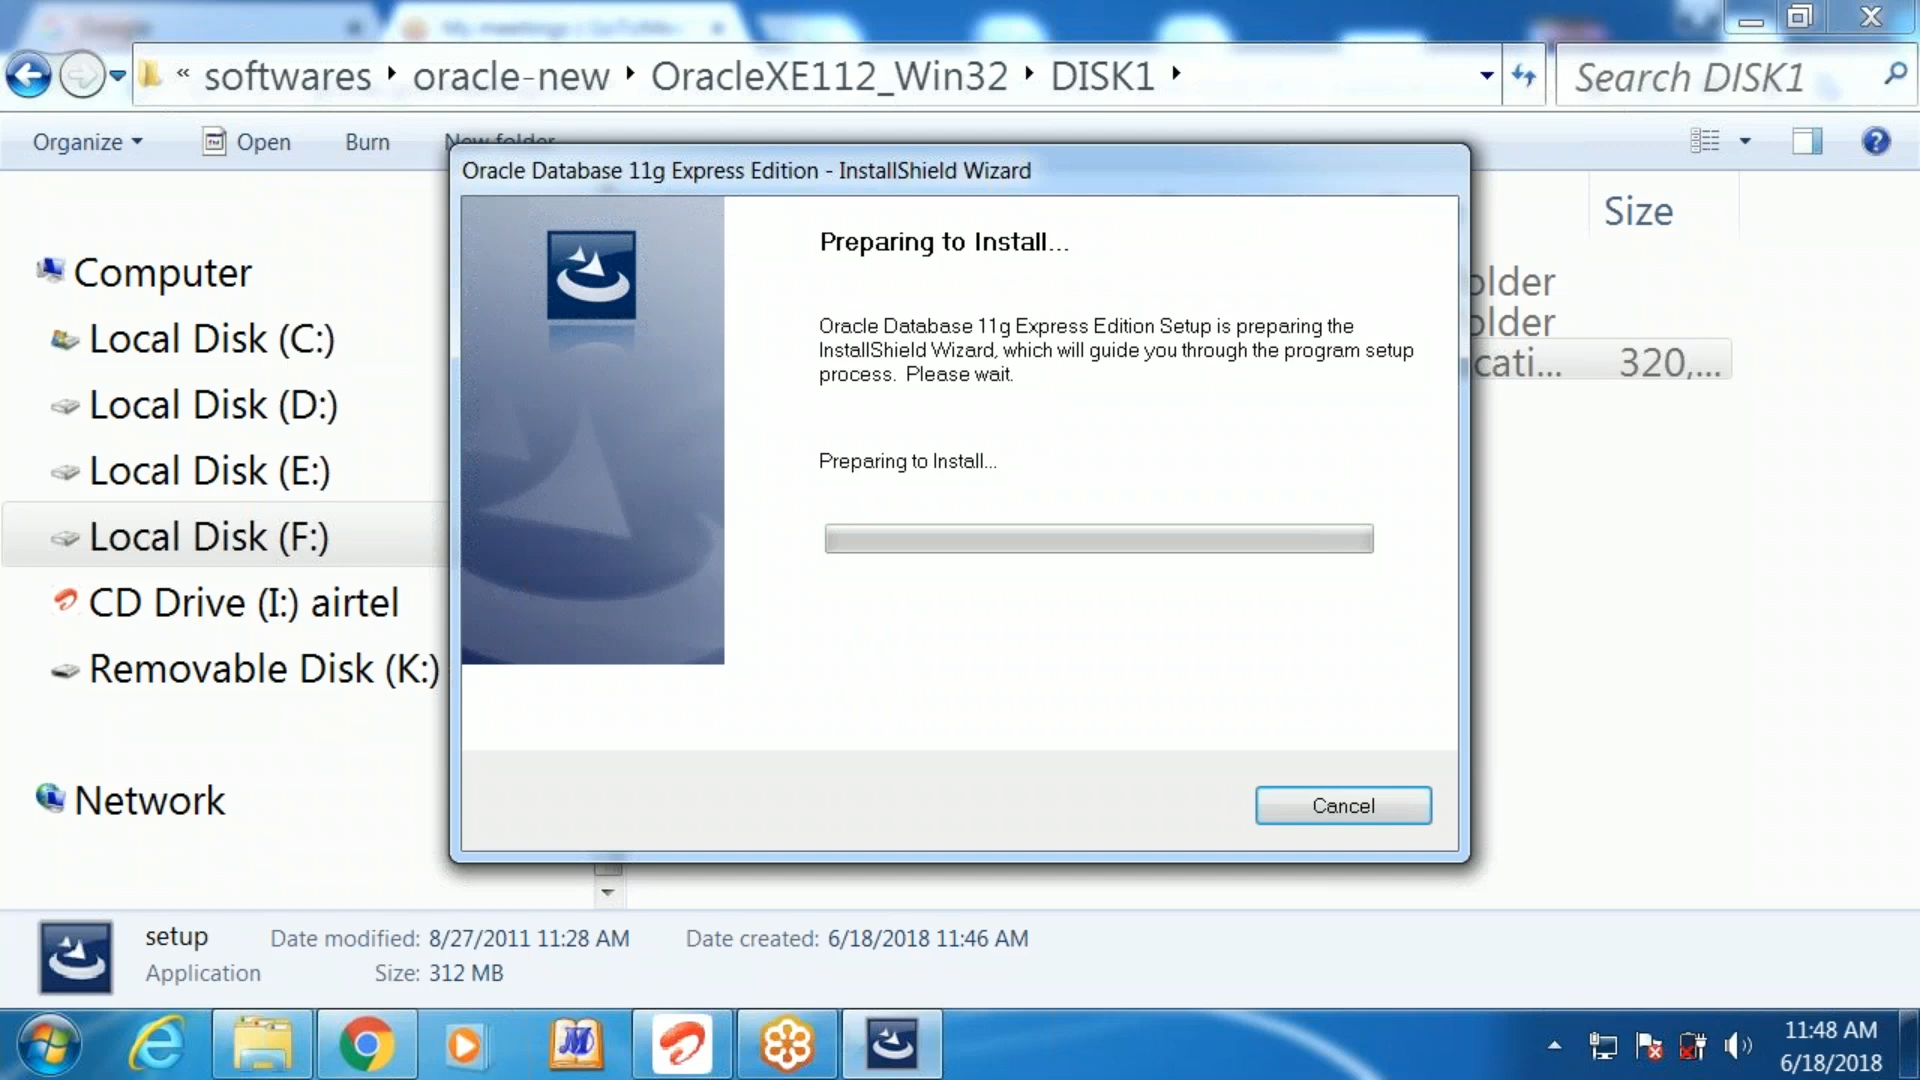 « softwares oracle-new OracleXE112_Win32 DISK1
Search DISK1
Organize Open Burn New folder
Oracle Database 11g Express Edition - InstallShield Wizard
Size
Preparing to Install...
Oracle Database 11g Express Edition Setup is preparing the
InstallShield Wizard, which will guide you through the program setup
process. Please wait.
Preparing to Install...
Cancel
older
older
cati... 320,...
Computer
Local Disk (C:)
Local Disk (D:)
Local Disk (E:)
Local Disk (F:)
CD Drive (I:) airtel
Removable Disk (K:)
Network
setup Date modified: 8/27/2011 11:28 AM Date created: 6/18/2018 11:46 AM
Application Size: 312 MB
11:48 AM
6/18/2018